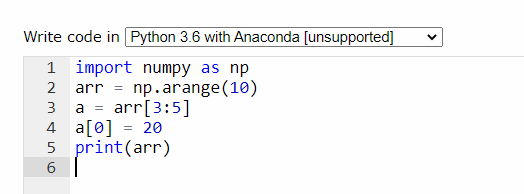 Write code in Python 3.6 with Anaconda [unsupported]
1 import numpy as np
2 arr = np.arange(10)
3 a = arr[3:5]
4 a[0] = 20
5 print(arr)
6